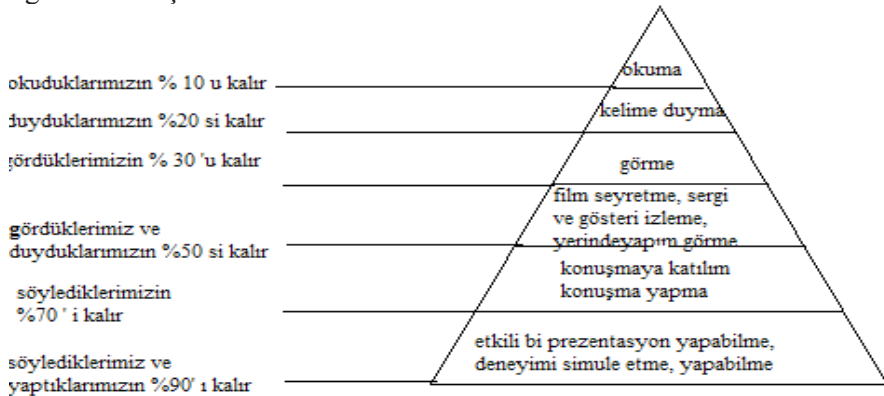 okuduklarımızın % 10 u kalır
okuma
duyduklarımızın %20 si kalır
kelime duyma
gördüklerimizin % 30 'u kalır
görme
gördüklerimiz ve
duyduklarımızın %50 si kalır
film seyretme, sergi
ve gösteri izleme,
yerindeyapım görme
söylediklerimizin
%70 ' i kalır
konuşmaya katılım
konuşma yapma
söylediklerimiz ve
yaptıklarımızın %90' ı kalır
etkili bi prezentasyon yapabilme,
deneyimi simule etme, yapabilme